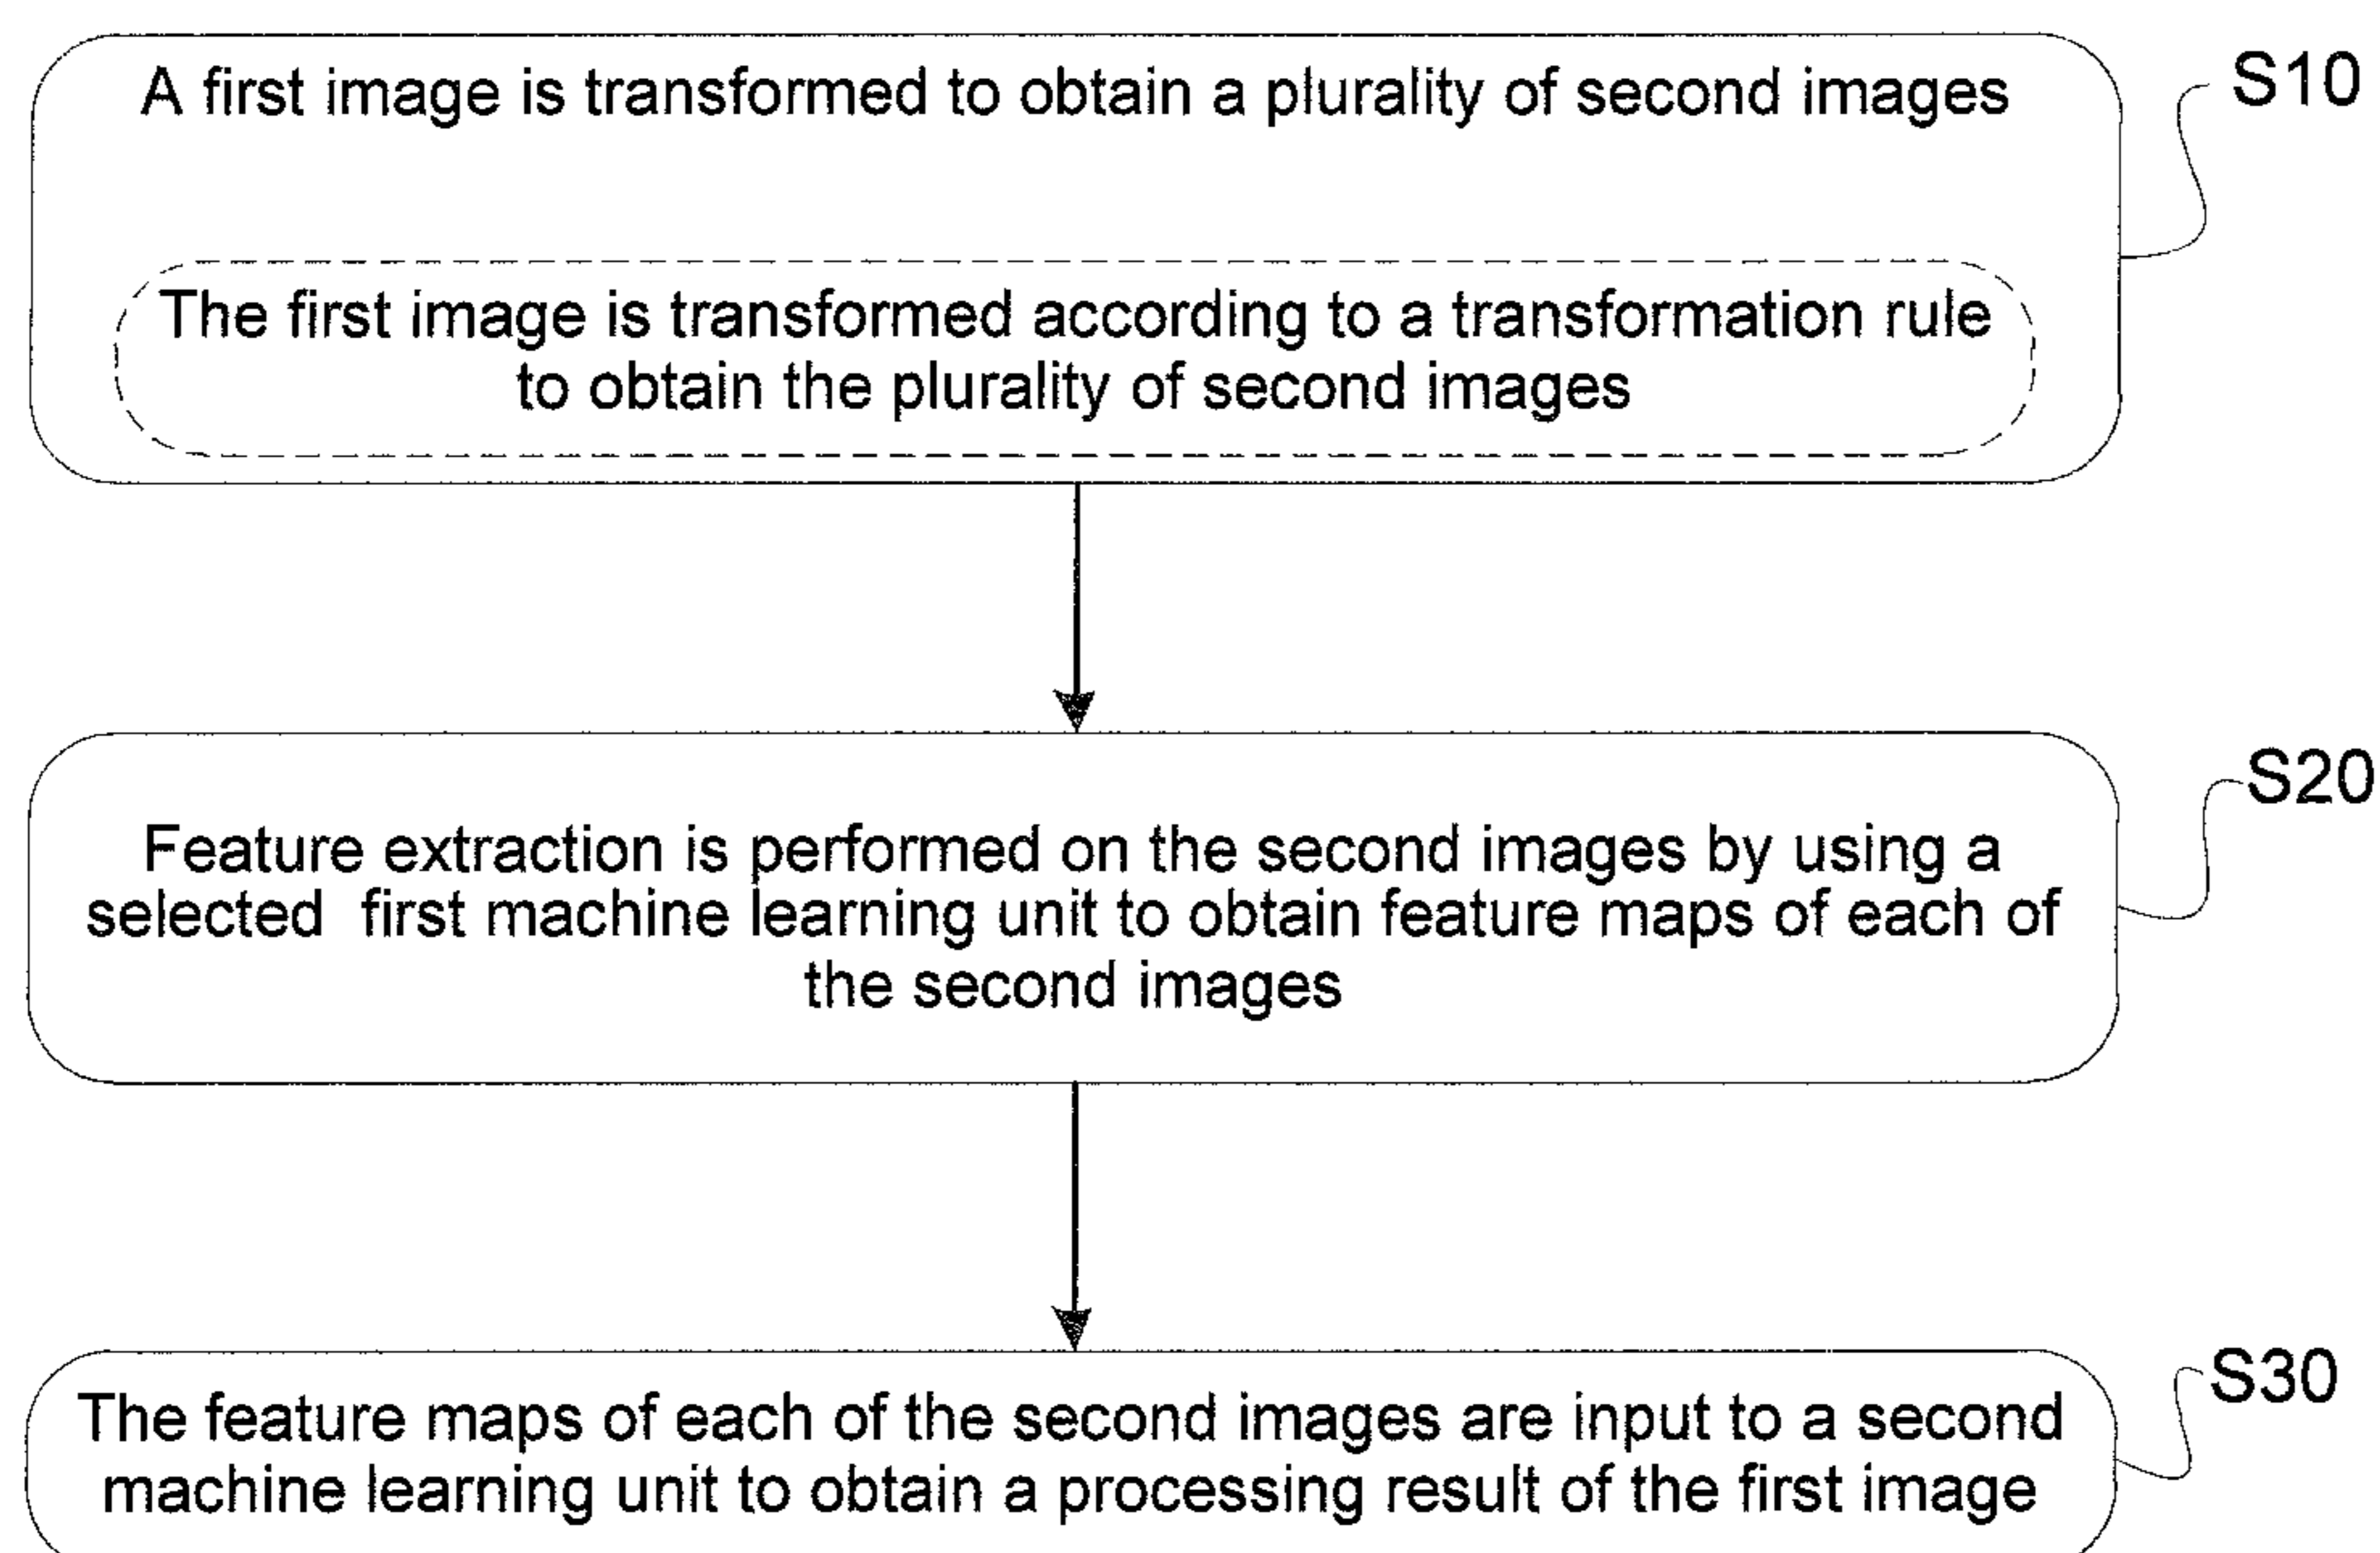 A first image is transformed to obtain a plurality of second images
S10
The first image is transformed according to a transformation rule
to obtain the plurality of second images
S20
Feature extraction is performed on the second images by using a
selected first machine learning unit to obtain feature maps of each of
the second images
S30
The feature maps of each of the second images are input to a second
machine learning unit to obtain a processing result of the first image